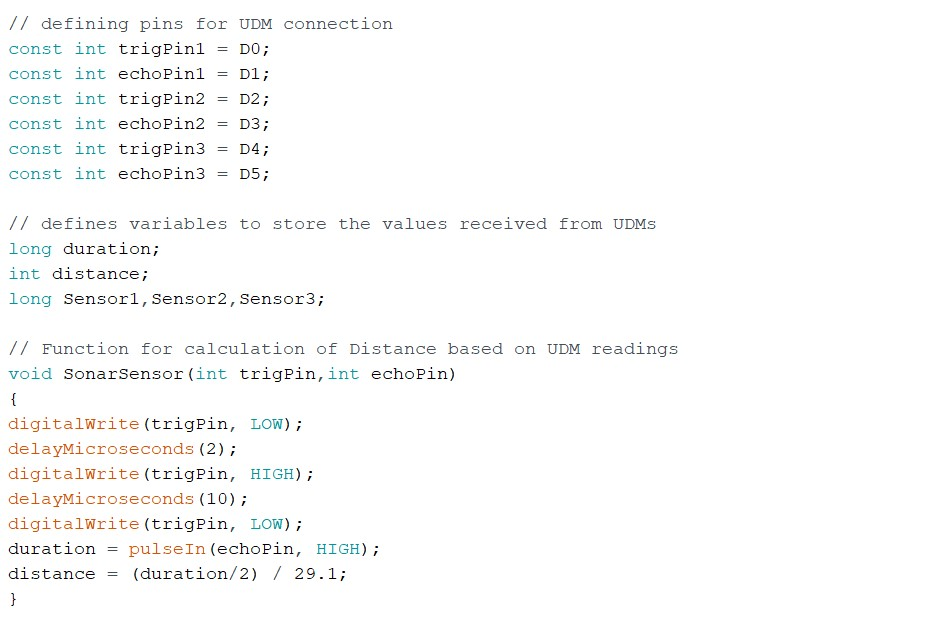 // defining pins for UDM connection
const int trigPin1 = D0;
const int echoPin1 = D1;
const int trigPin2 = D2;
const int echoPin2 = D3;
const int trigPin3 = D4;
const int echoPin3 = D5;
// defines variables to store the values received from UDMs
long duration;
int distance;
long Sensor1,Sensor2,Sensor3;
// Function for calculation of Distance based on UDM readings
void SonarSensor(int trigPin,int echoPin)
{
digitalWrite(trigPin, LOW);
delayMicroseconds(2);
digitalWrite(trigPin, HIGH);
delayMicroseconds(10);
digitalWrite(trigPin, LOW);
duration = pulseIn(echoPin, HIGH);
distance = (duration/2) / 29.1;
}